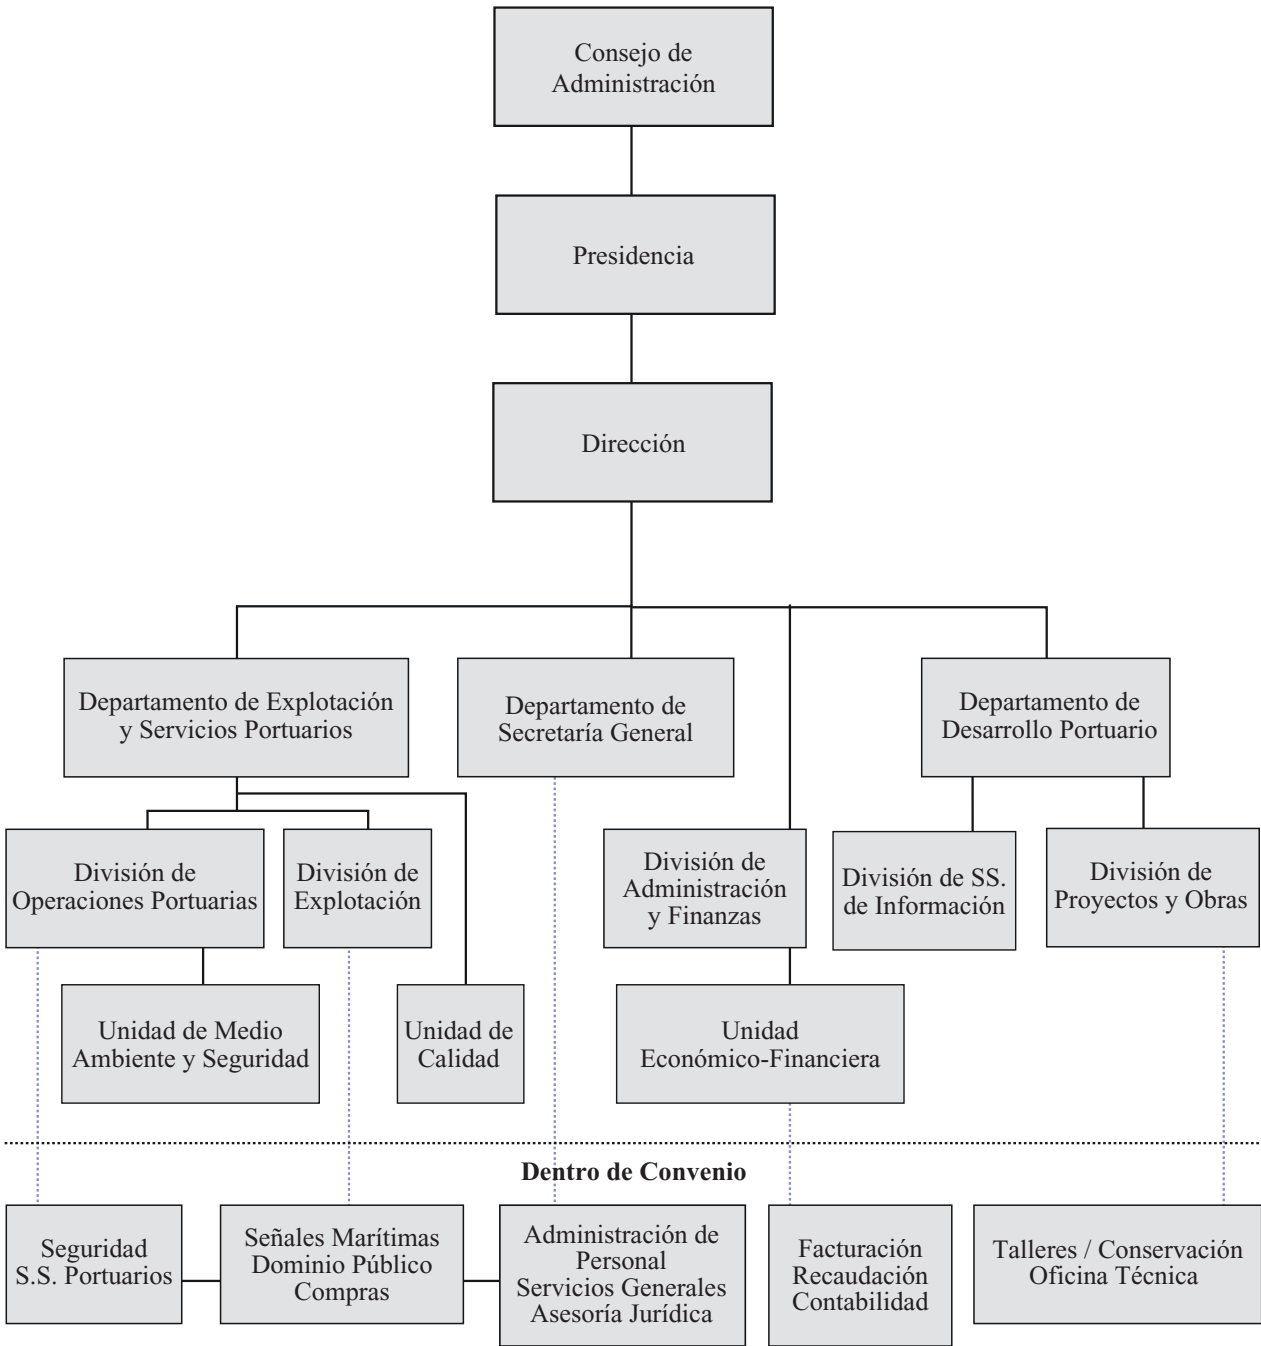 Consejo de
Administración
Presidencia
Dirección
Departamento de Explotación
y Servicios Portuarios
Departamento de
Secretaría General
Departamento de
Desarrollo Portuario
División de
Operaciones Portuarias
División de
Explotación
División de
Administración
y Finanzas
División de SS.
de Información
División de
Proyectos y Obras
Unidad de Medio
Ambiente y Seguridad
Unidad de
Calidad
Unidad
Económico-Financiera
Dentro de Convenio
Seguridad
S.S. Portuarios
Señales Marítimas
Dominio Público
Compras
Administración de
Personal
Servicios Generales
Asesoría Jurídica
Facturación
Recaudación
Contabilidad
Talleres / Conservación
Oficina Técnica